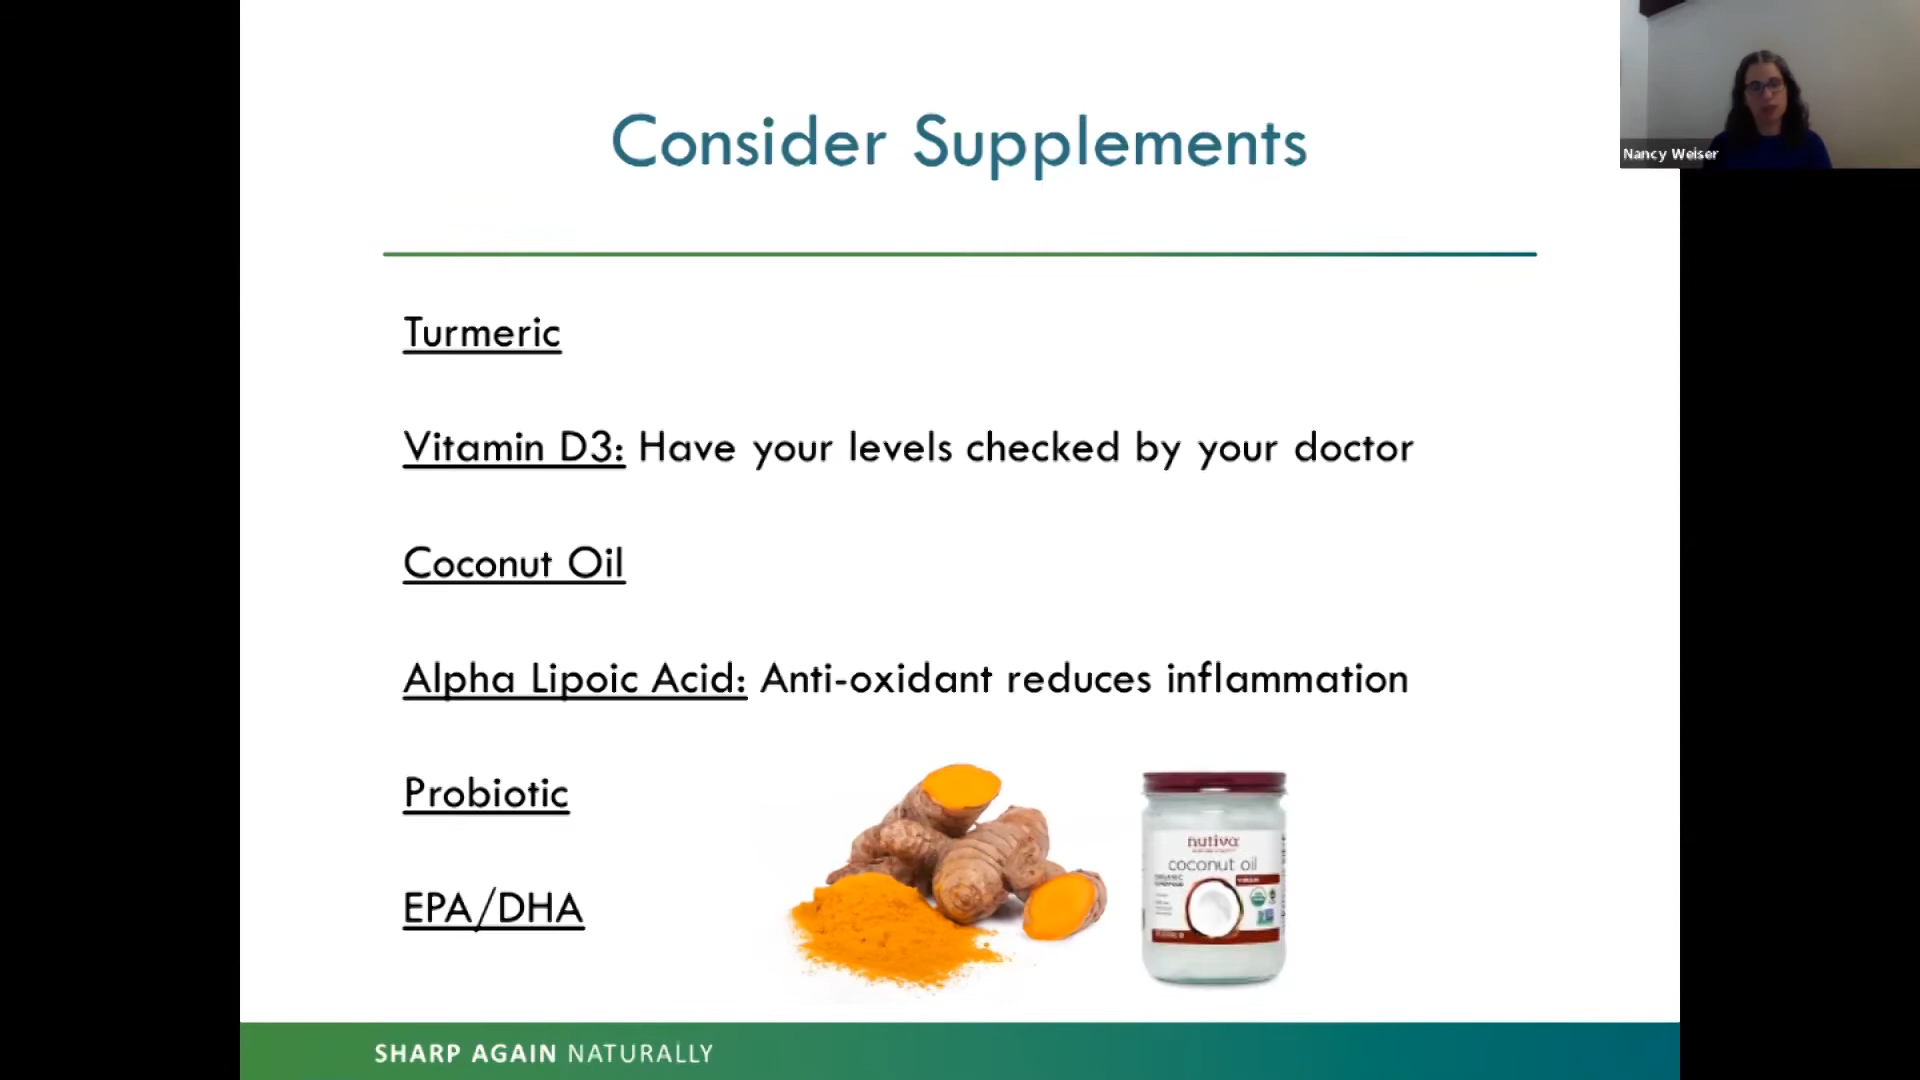 Consider Supplements
Nancy Weiser
Turmeric
Vitamin D3: Have your levels checked by your doctor
Coconut Oil
Alpha Lipoic Acid: Anti-oxidant reduces inflammation
Probiotic
EPA/DHA
nutiva
coconut oil
ORGANIC
SHARP AGAIN NATURALLY